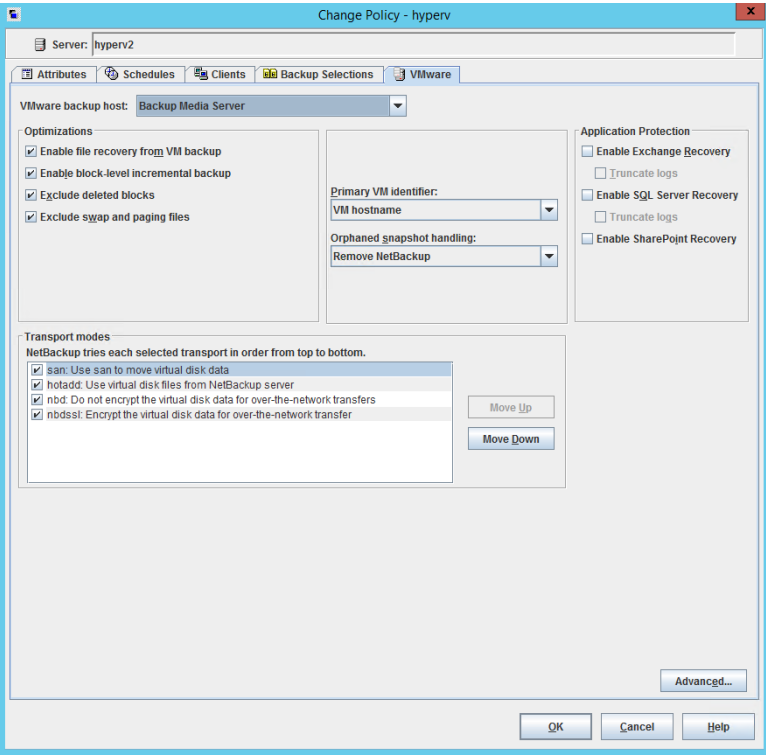 Change Policy - hyperv
x
Server: hyperv2
Attributes Schedules Clients Backup Selections VMware
VMware backup host: Backup Media Server
Optimizations
Enable file recovery from VM backup
Enable block-level incremental backup
Exclude deleted blocks
Exclude swap and paging files
Primary VM identifier:
VM hostname
Orphaned snapshot handling:
Remove NetBackup
Application Protection
Enable Exchange Recovery
Truncate logs
Enable SQL Server Recovery
Truncate logs
Enable SharePoint Recovery
Transport modes
NetBackup tries each selected transport in order from top to bottom.
san: Use san to move virtual disk data
hotadd: Use virtual disk files from NetBackup server
nbd: Do not encrypt the virtual disk data for over-the-network transfers
nbdssl: Encrypt the virtual disk data for over-the-network transfer
Move Up
Move Down
Advanced...
OK Cancel Help